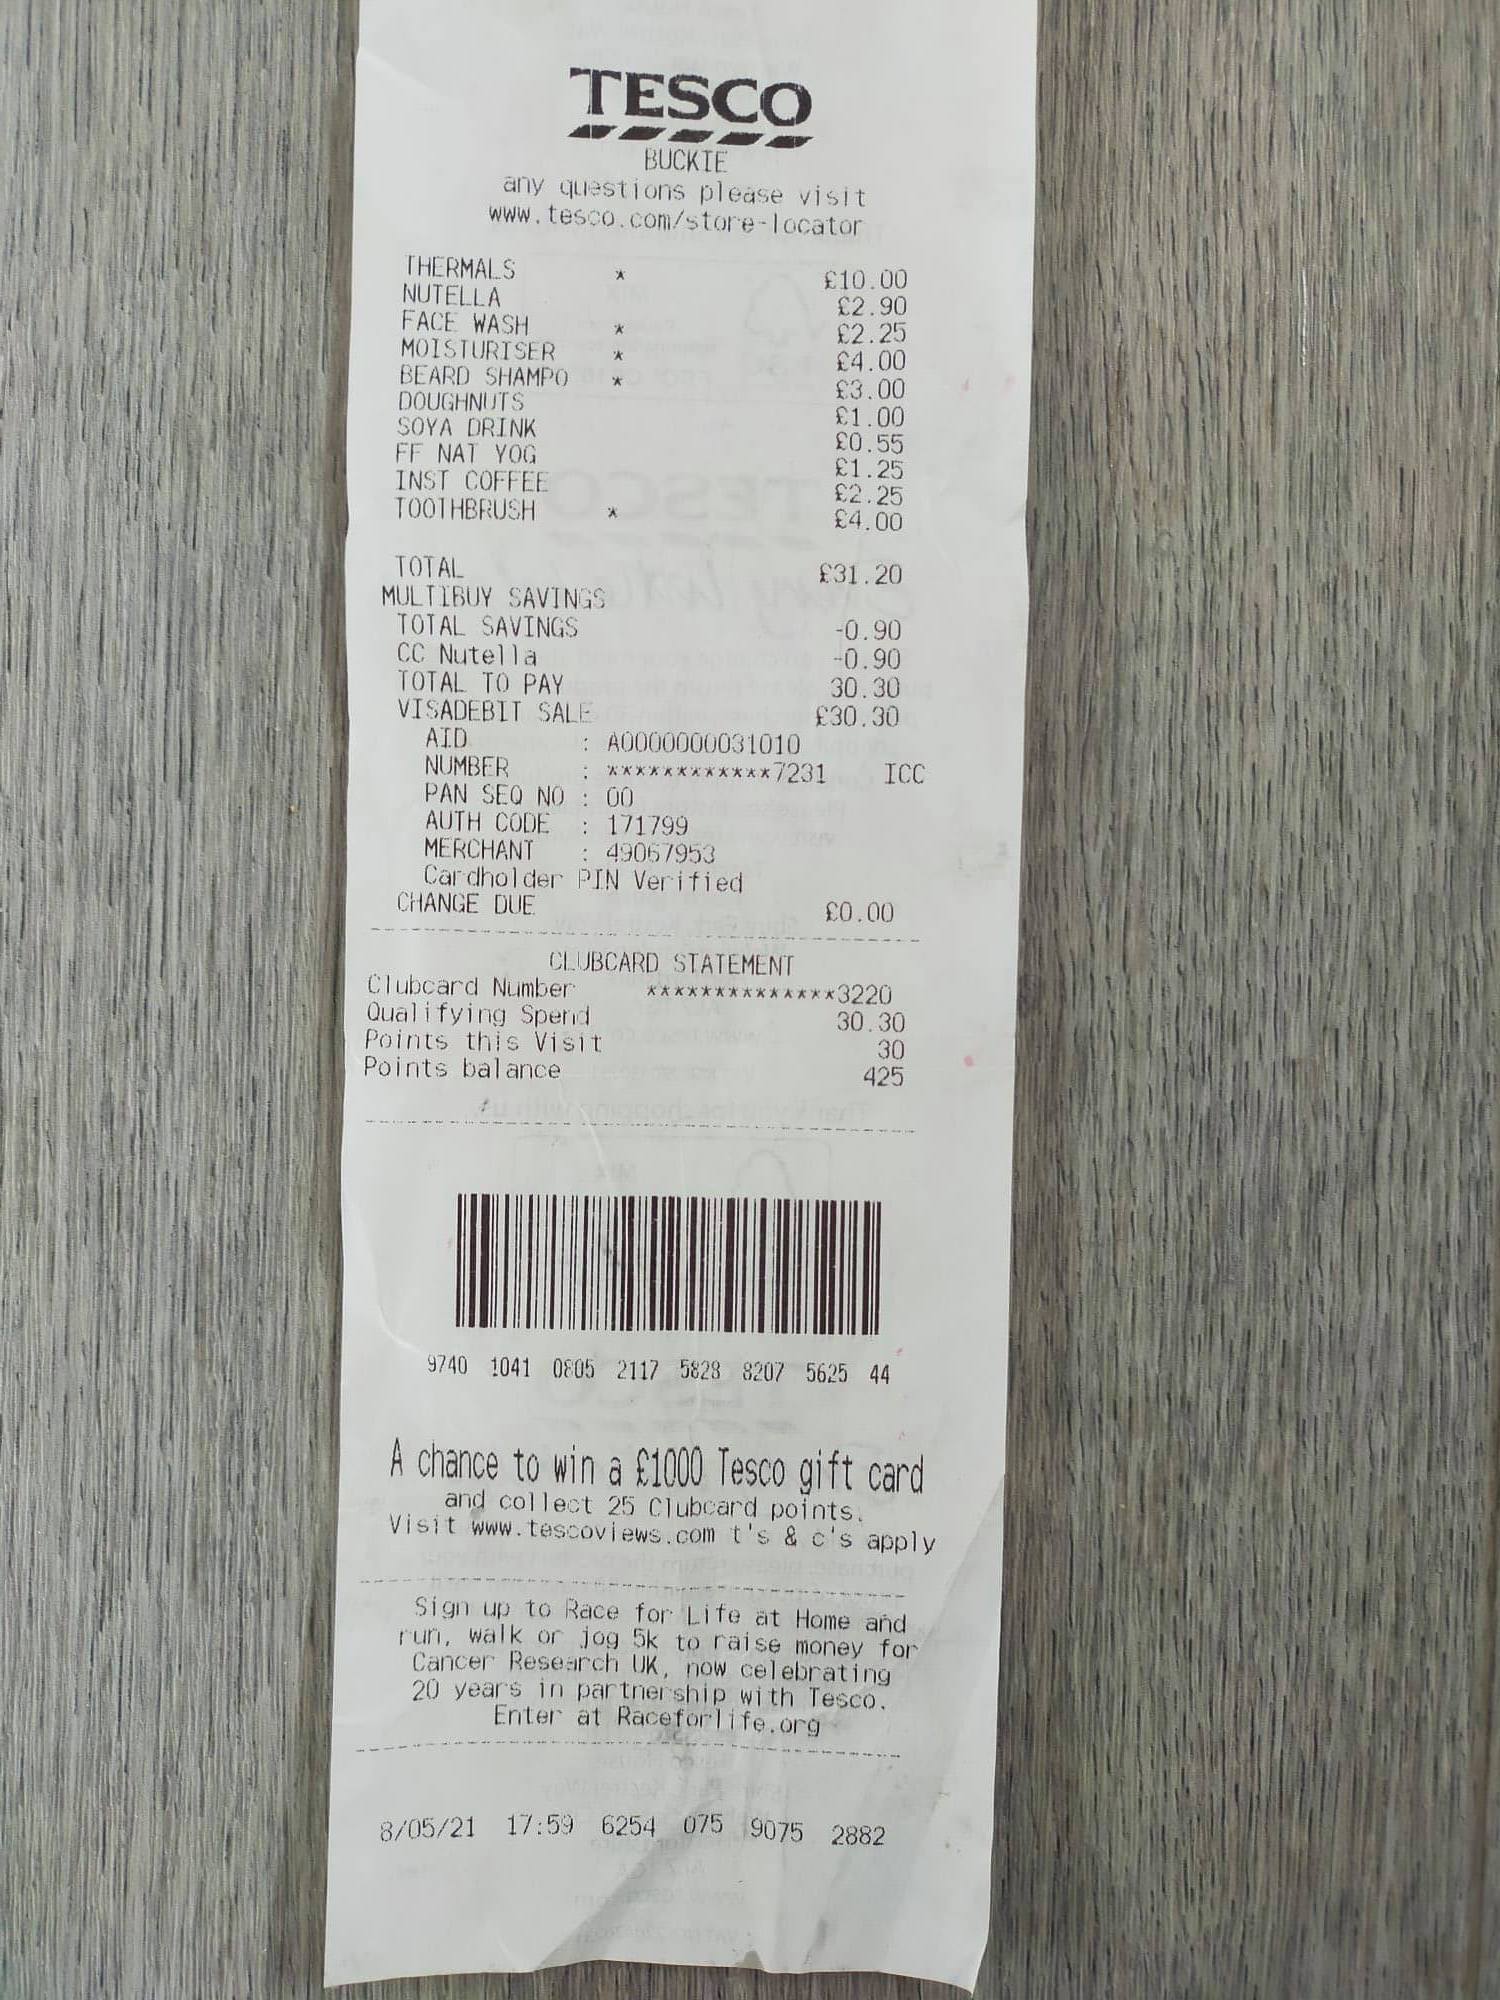 TESCO
BUCKIE
any questions please visit
www.tesco.com/store-locator
THERMALS * £10.00
NUTELLA £2.90
FACE WASH * £2.25
MOISTURISER * £4.00
BEARD SHAMPO * £3.00
DOUGHNUTS £1.00
SOYA DRINK £0.55
FF NAT YOG £1.25
INST COFFEE £2.25
TOOTHBRUSH * £4.00
TOTAL £31.20
MULTIBUY SAVINGS
TOTAL SAVINGS -0.90
CC Nutella -0.90
TOTAL TO PAY 30.30
VISADEBIT SALE £30.30
AID : A0000000031010
NUMBER : ************7231 ICC
PAN SEQ NO : 00
AUTH CODE : 171799
MERCHANT : 49067953
Cardholder PIN Verified
CHANGE DUE £0.00
CLUBCARD STATEMENT
Clubcard Number **************3220
Qualifying Spend 30.30
Points this Visit 30
Points balance 425
9740 1041 0805 2117 5828 8207 5625 44
A chance to win a £1000 Tesco gift card
and collect 25 Clubcard points.
Visit www.tescoviews.com t's & c's apply
Sign up to Race for Life at Home and
run, walk or jog 5k to raise money for
Cancer Research UK, now celebrating
20 years in partnership with Tesco.
Enter at Raceforlife.org
8/05/21 17:59 6254 075 9075 2882